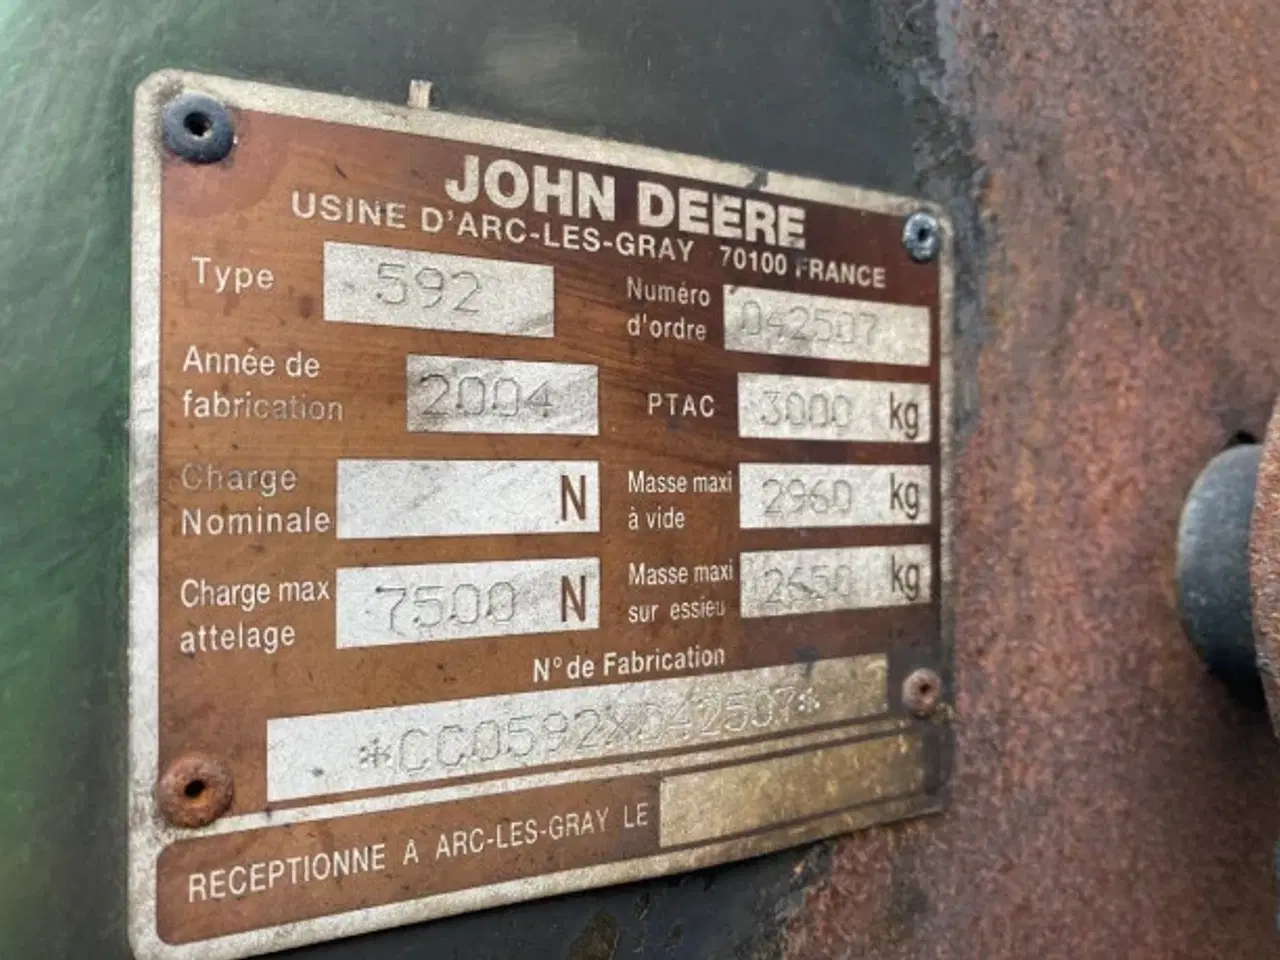 JOHN DEERE
USINE D'ARC-LES-GRAY 70100 FRANCE
Type 592
Numéro d'ordre 042507
Année de fabrication 2004
PTAC 3000 kg
Charge Nominale N
Masse maxi à vide 2960 kg
Charge max attelage 7500 N
Masse maxi sur essieu 2650 kg
N° de Fabrication
*CC0592X042507*
RECEPTIONNE A ARC-LES-GRAY LE